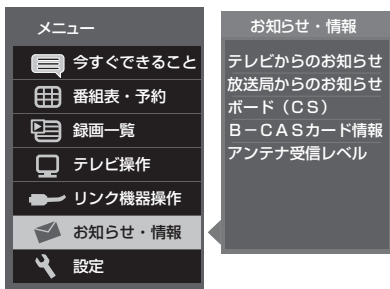 メニュー
今すぐできること
番組表・予約
録画一覧
テレビ操作
リンク機器操作
お知らせ・情報
設定
お知らせ・情報
テレビからのお知らせ
放送局からのお知らせ
ボード（CS）
B－CASカード情報
アンテナ受信レベル